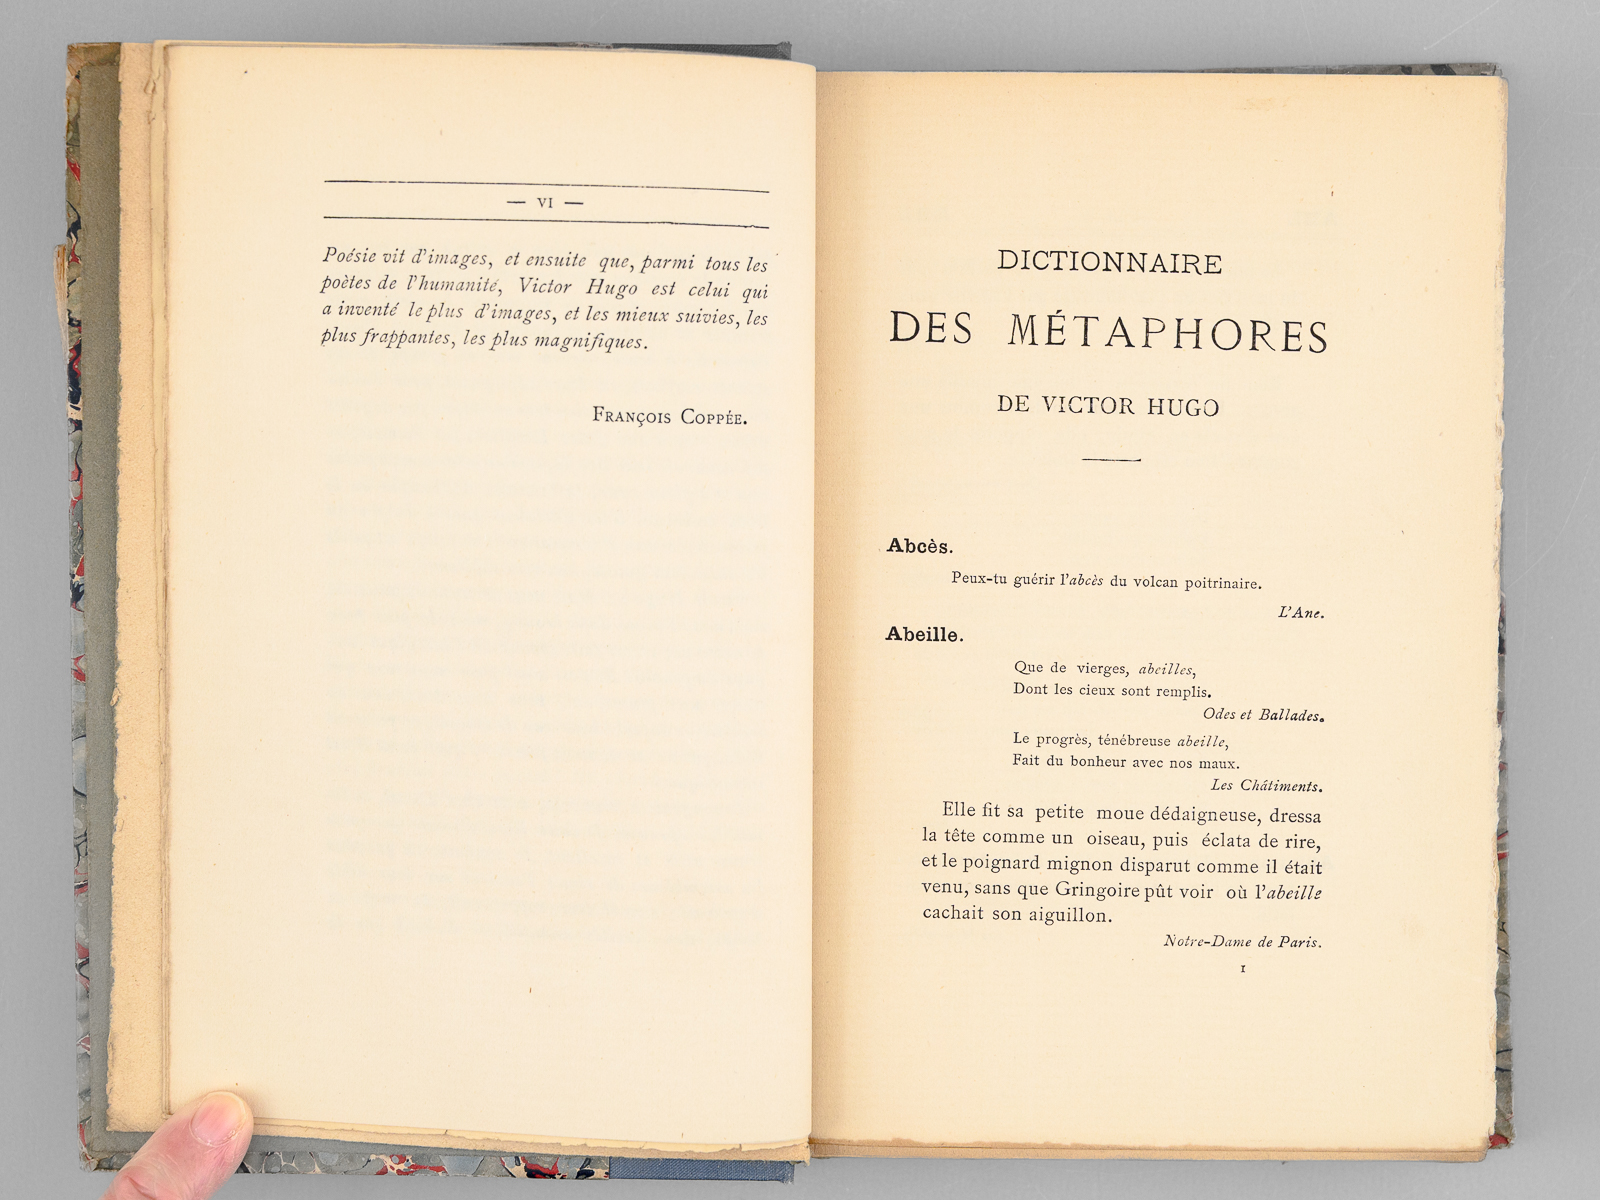 — VI —
Poésie vit d'images, et ensuite que, parmi tous les
poètes de l'humanité, Victor Hugo est celui qui
a inventé le plus d'images, et les mieux suivies, les
plus frappantes, les plus magnifiques.
François Coppée.
DICTIONNAIRE
DES MÉTAPHORES
DE VICTOR HUGO
Abcès.
Peux-tu guérir l'abcès du volcan poitrinaire.
L'Ane.
Abeille.
Que de vierges, abeilles,
Dont les cieux sont remplis.
Odes et Ballades.
Le progrès, ténébreuse abeille,
Fait du bonheur avec nos maux.
Les Châtiments.
Elle fit sa petite moue dédaigneuse, dressa
la tête comme un oiseau, puis éclata de rire,
et le poignard mignon disparut comme il était
venu, sans que Gringoire pût voir où l'abeille
cachait son aiguillon.
Notre-Dame de Paris.
1